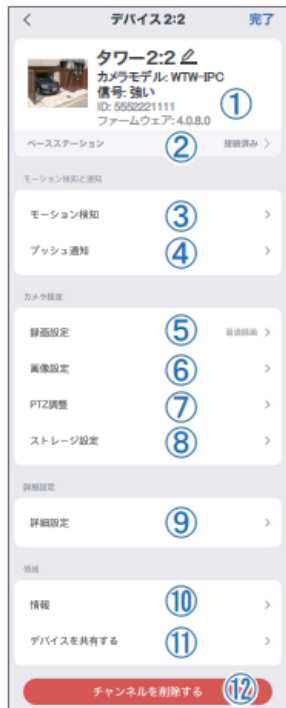 デバイス 2:2 完了
タワー2:2
カメラモデル: WTW-IPC
信号: 強い
ID: 5552221111 ①
ファームウェア: 4.0.8.0
ベースステーション ② 接続済み
モーション検知と通知
モーション検知 ③
プッシュ通知 ④
カメラ設定
録画設定 ⑤ 最適録画
画像設定 ⑥
PTZ調整 ⑦
ストレージ設定 ⑧
詳細設定
詳細設定 ⑨
情報
情報 ⑩
デバイスを共有する ⑪
チャンネルを削除する ⑫